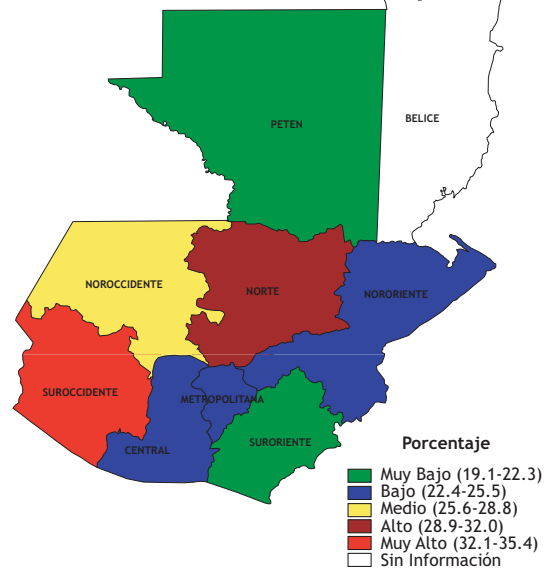 PETEN
BELICE
NOROCCIDENTE
NORTE
NORORIENTE
SUROCCIDENTE
METROPOLITANA
CENTRAL
SURORIENTE
Porcentaje
Muy Bajo (19.1-22.3)
Bajo (22.4-25.5)
Medio (25.6-28.8)
Alto (28.9-32.0)
Muy Alto (32.1-35.4)
Sin Información